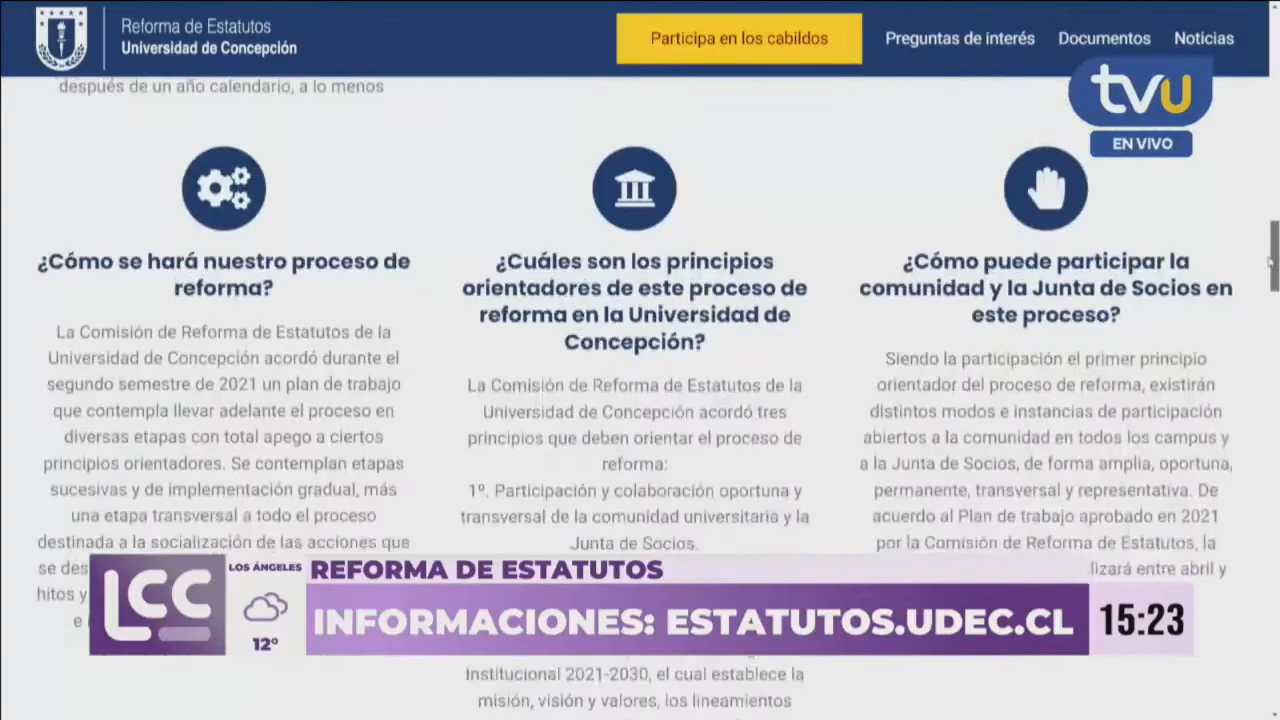 Reforma de Estatutos
Universidad de Concepción
Participa en los cabildos
Preguntas de interés
Documentos
Noticias
tvu
EN VIVO
después de un año calendario, a lo menos
¿Cómo se hará nuestro proceso de
reforma?
La Comisión de Reforma de Estatutos de la
Universidad de Concepción acordó durante el
segundo semestre de 2021 un plan de trabajo
que contempla llevar adelante el proceso en
diversas etapas con total apego a ciertos
principios orientadores. Se contemplan etapas
sucesivas y de implementación gradual, más
una etapa transversal a todo el proceso
destinada a la socialización de las acciones que
se des
hitos y
e
¿Cuáles son los principios
orientadores de este proceso de
reforma en la Universidad de
Concepción?
La Comisión de Reforma de Estatutos de la
Universidad de Concepción acordó tres
principios que deben orientar el proceso de
reforma:
1º. Participación y colaboración oportuna y
transversal de la comunidad universitaria y la
Junta de Socios.
Institucional 2021-2030, el cual establece la
misión, visión y valores, los lineamientos
¿Cómo puede participar la
comunidad y la Junta de Socios en
este proceso?
Siendo la participación el primer principio
orientador del proceso de reforma, existirán
distintos modos e instancias de participación
abiertos a la comunidad en todos los campus y
a la Junta de Socios, de forma amplia, oportuna,
permanente, transversal y representativa. De
acuerdo al Plan de trabajo aprobado en 2021
por la Comisión de Reforma de Estatutos, la
lizará entre abril y
LCC
LOS ÁNGELES
12°
REFORMA DE ESTATUTOS
INFORMACIONES: ESTATUTOS.UDEC.CL
15:23